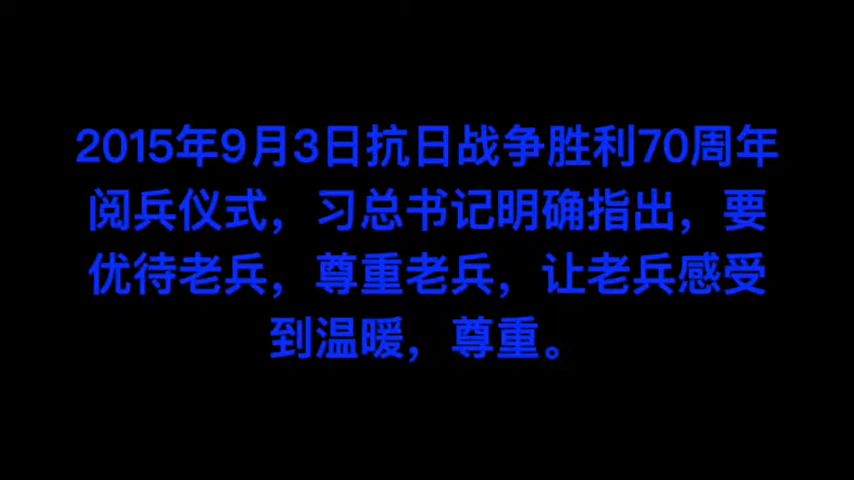 2015年9月3日抗日战争胜利70周年
阅兵仪式，习总书记明确指出，要
优待老兵，尊重老兵，让老兵感受
到温暖，尊重。